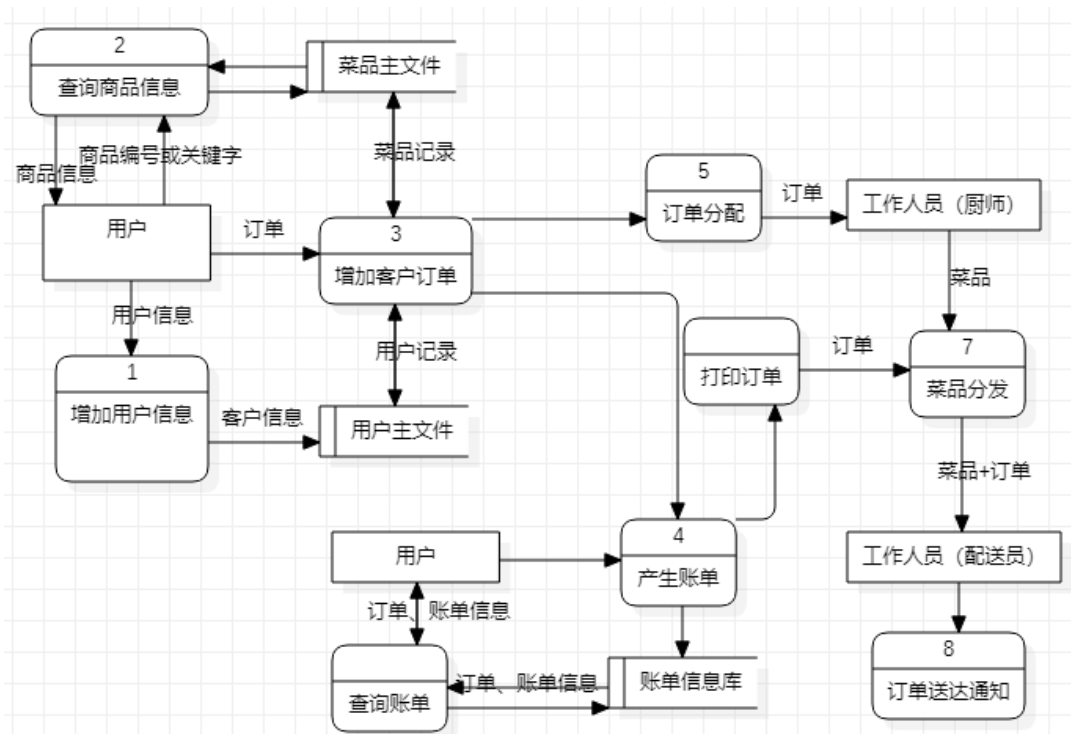 2
查询商品信息
菜品主文件
商品编号或关键字
商品信息
菜品记录
5
订单分配
订单
工作人员（厨师）
用户
订单
3
增加客户订单
菜品
用户信息
用户记录
打印订单
订单
7
菜品分发
1
增加用户信息
客户信息
用户主文件
菜品+订单
用户
4
产生账单
工作人员（配送员）
订单、账单信息
8
订单送达通知
查询账单
订单、账单信息
账单信息库